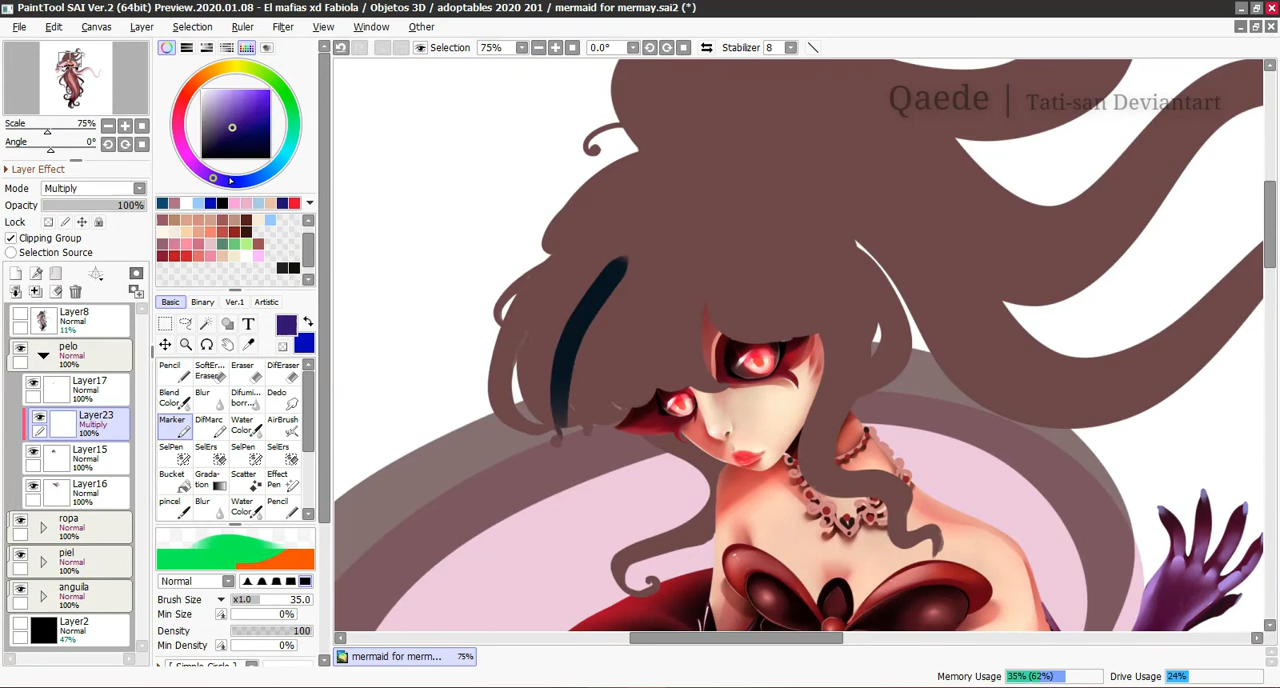 PaintTool SAI Ver.2 (64bit) Preview.2020.01.08 - El mafias xd Fabiola / Objetos 3D / adoptables 2020 201 / mermaid for mermay.sai2 (*)
File Edit Canvas Layer Selection Ruler Filter View Window Other
Selection 75% 0.0° Stabilizer 8
Qaede | Tati-san Deviantart
Scale 75%
Angle 0°
Layer Effect
Mode Multiply
Opacity 100%
Lock
Clipping Group
Selection Source
Layer8
Normal
11%
pelo
Normal
100%
Layer17
Normal
100%
Layer23
Multiply
100%
Layer15
Normal
100%
Layer16
Normal
100%
ropa
Normal
100%
piel
Normal
100%
anguila
Normal
100%
Layer2
Normal
47%
Basic Binary Ver.1 Artistic
T
Pencil SoftEr... Eraser Eraser DifEraser
Blend Color Blur Difumi... borr... Dedo
Marker DifMarc Water Color AirBrush
SelPen SelErs SelPen SelErs
Bucket Grada-tion Scatter Effect Pen
pincel Blur Water Color Pencil
Normal
Brush Size x1.0 35.0
Min Size 0%
Density 100
Min Density 0%
[ Simple Circle ]
mermaid for merm... 75%
Memory Usage 35% (62%) Drive Usage 24%